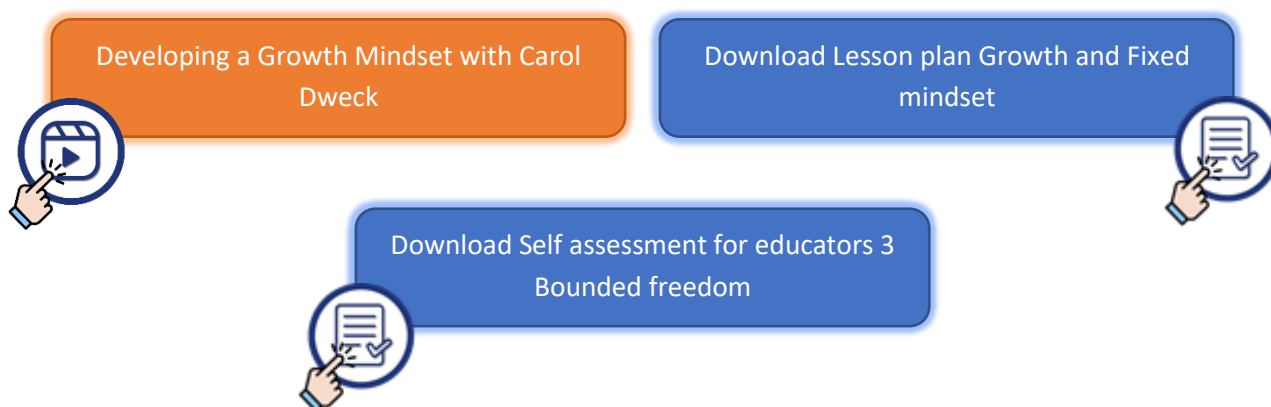 Developing a Growth Mindset with Carol
Dweck
Download Lesson plan Growth and Fixed
mindset
Download Self assessment for educators 3
Bounded freedom